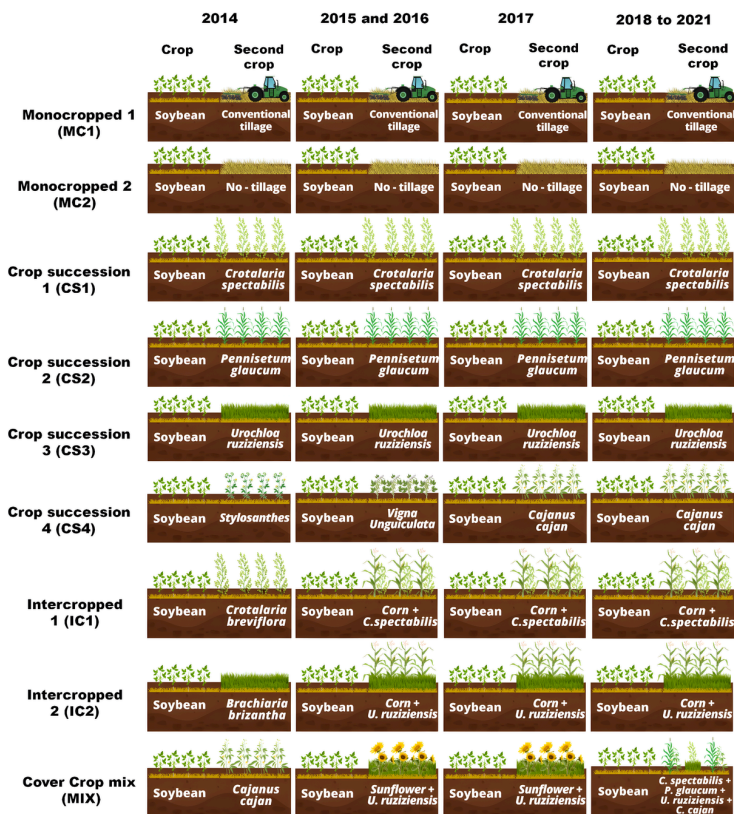 2014 2015 and 2016 2017 2018 to 2021
Crop Second crop Crop Second crop Crop Second crop Crop Second crop
Monocropped 1
(MC1)
Soybean Conventional tillage Soybean Conventional tillage Soybean Conventional tillage Soybean Conventional tillage
Monocropped 2
(MC2)
Soybean No - tillage Soybean No - tillage Soybean No - tillage Soybean No - tillage
Crop succession
1 (CS1)
Soybean Crotalaria spectabilis Soybean Crotalaria spectabilis Soybean Crotalaria spectabilis Soybean Crotalaria spectabilis
Crop succession
2 (CS2)
Soybean Pennisetum glaucum Soybean Pennisetum glaucum Soybean Pennisetum glaucum Soybean Pennisetum glaucum
Crop succession
3 (CS3)
Soybean Urochloa ruziziensis Soybean Urochloa ruziziensis Soybean Urochloa ruziziensis Soybean Urochloa ruziziensis
Crop succession
4 (CS4)
Soybean Stylosanthes Soybean Vigna Unguiculata Soybean Cajanus cajan Soybean Cajanus cajan
Intercropped
1 (IC1)
Soybean Crotalaria breviflora Soybean Corn + C.spectabilis Soybean Corn + C.spectabilis Soybean Corn + C.spectabilis
Intercropped
2 (IC2)
Soybean Brachiaria brizantha Soybean Corn + U. ruziziensis Soybean Corn + U. ruziziensis Soybean Corn + U. ruziziensis
Cover Crop mix
(MIX)
Soybean Cajanus cajan Soybean Sunflower + U. ruziziensis Soybean Sunflower + U. ruziziensis Soybean C. spectabilis + P. glaucum + U. ruziziensis + C. cajan